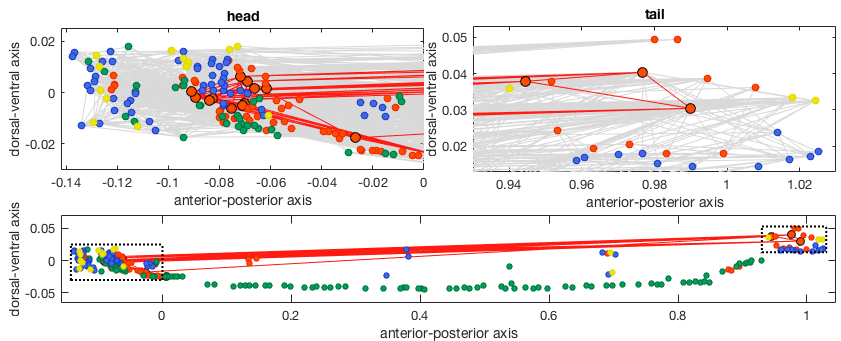 head
dorsal-ventral axis
0.02
0
-0.02
-0.14 -0.12 -0.1 -0.08 -0.06 -0.04 -0.02 0
anterior-posterior axis
tail
dorsal-ventral axis
0.05
0.04
0.03
0.02
0.94 0.96 0.98 1 1.02
anterior-posterior axis
dorsal-ventral axis
0.05
0
-0.05
0 0.2 0.4 0.6 0.8 1
anterior-posterior axis